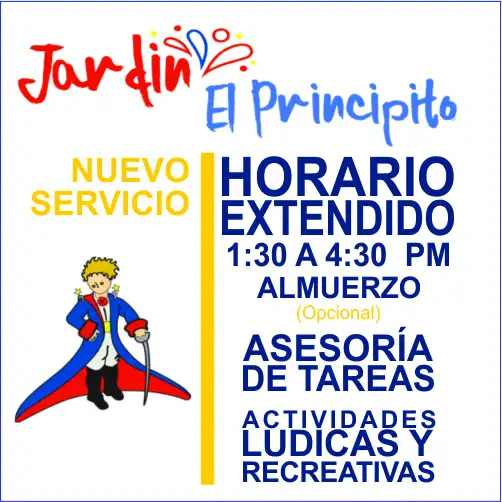 Jardin
El Principito
NUEVO
SERVICIO
HORARIO
EXTENDIDO
1:30 A 4:30 PM
ALMUERZO
(Opcional)
ASESORÍA
DE TAREAS
ACTIVIDADES
LUDICAS Y
RECREATIVAS